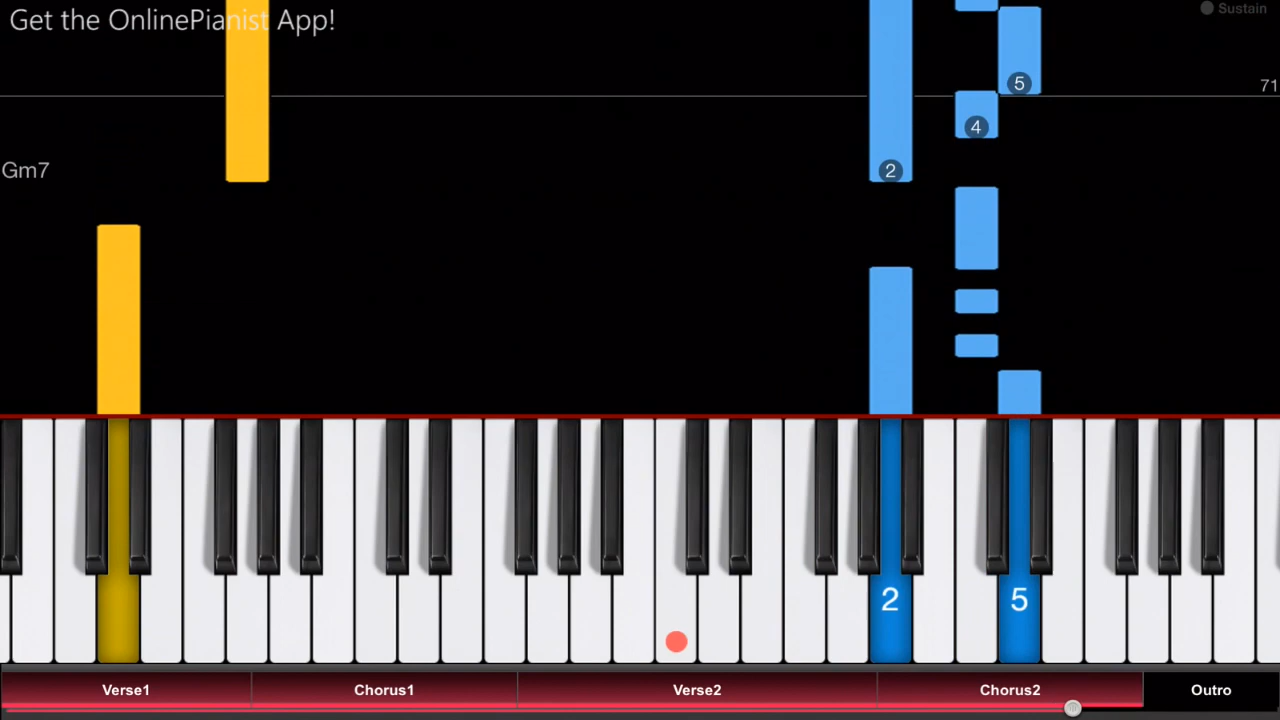 Get the OnlinePianist App!
Sustain
5
71
4
Gm7
2
2
5
Verse1
Chorus1
Verse2
Chorus2
Outro